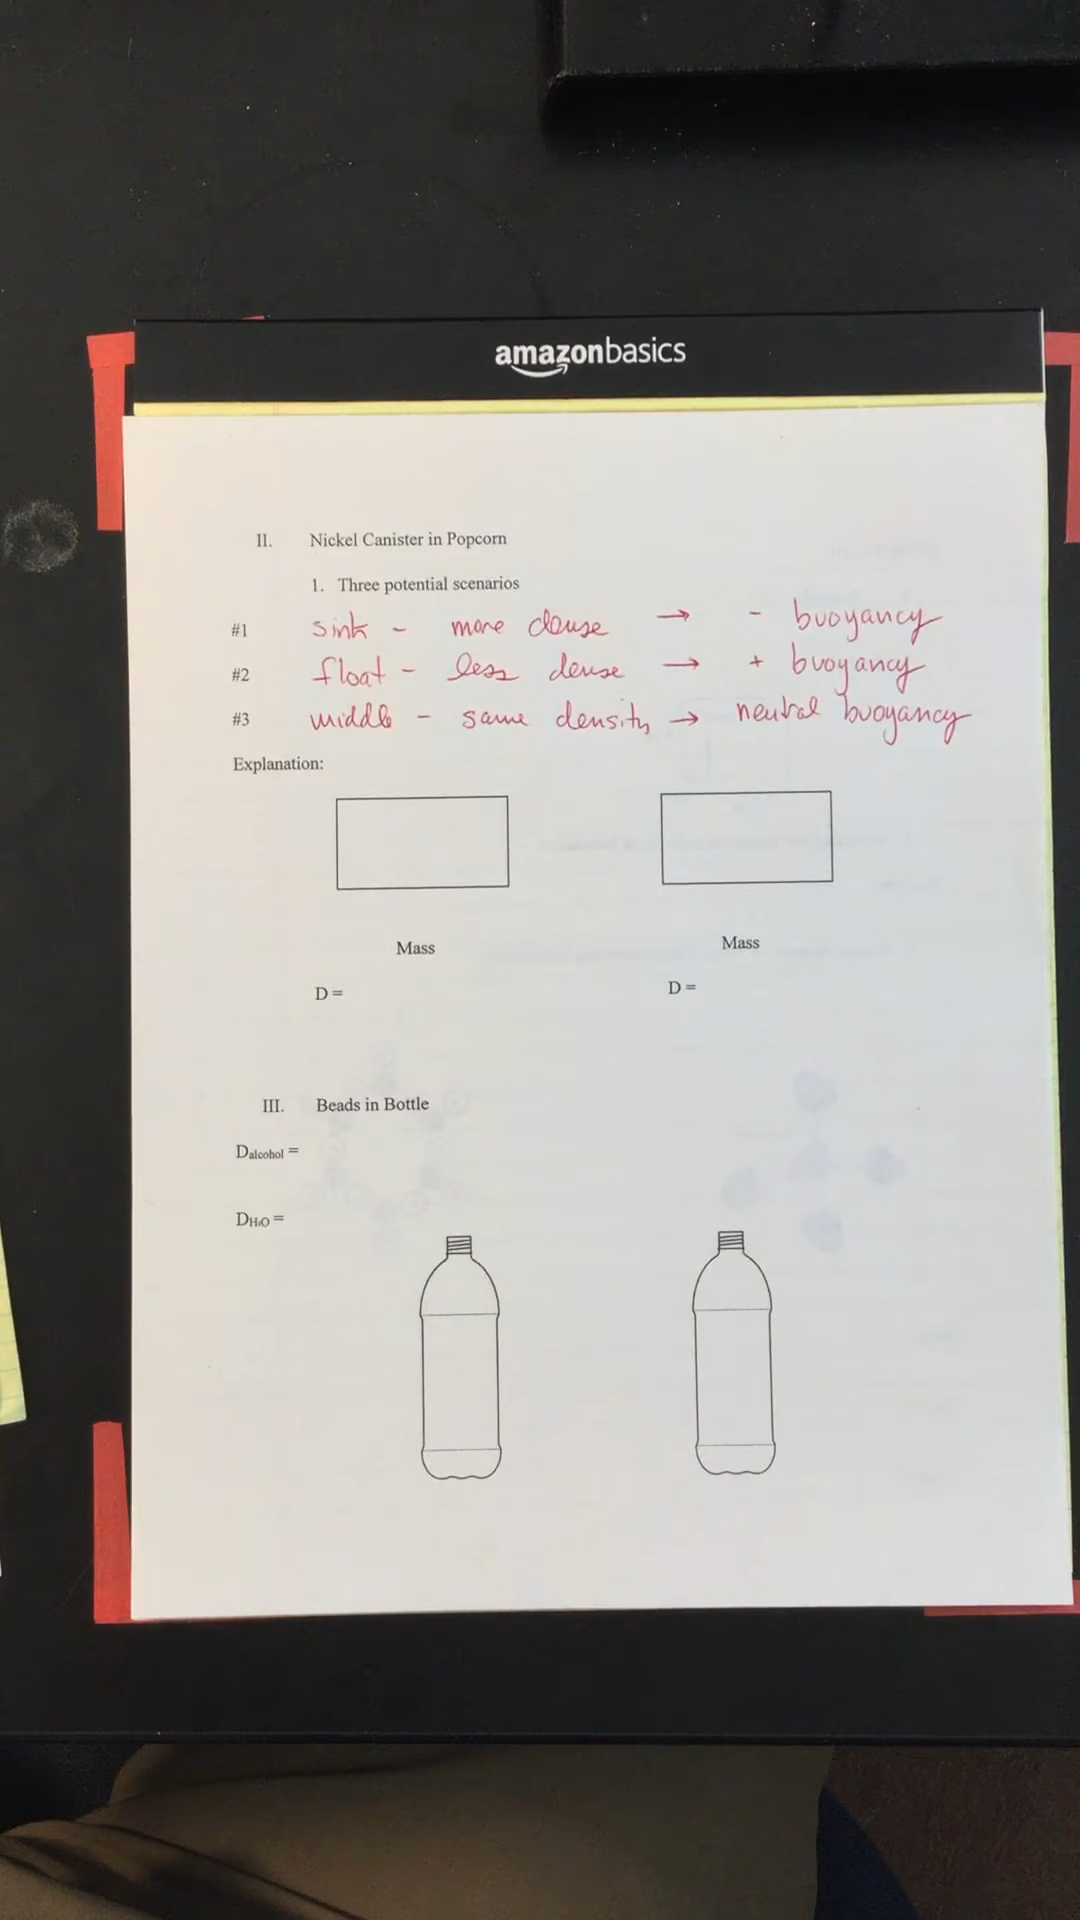 amazonbasics
II. Nickel Canister in Popcorn
1. Three potential scenarios
#1 sink - more dense → - buoyancy
#2 float - less dense → + buoyancy
#3 middle - same density → neutral buoyancy
Explanation:
Mass Mass
D = D =
III. Beads in Bottle
Dalcohol =
DH₂O =